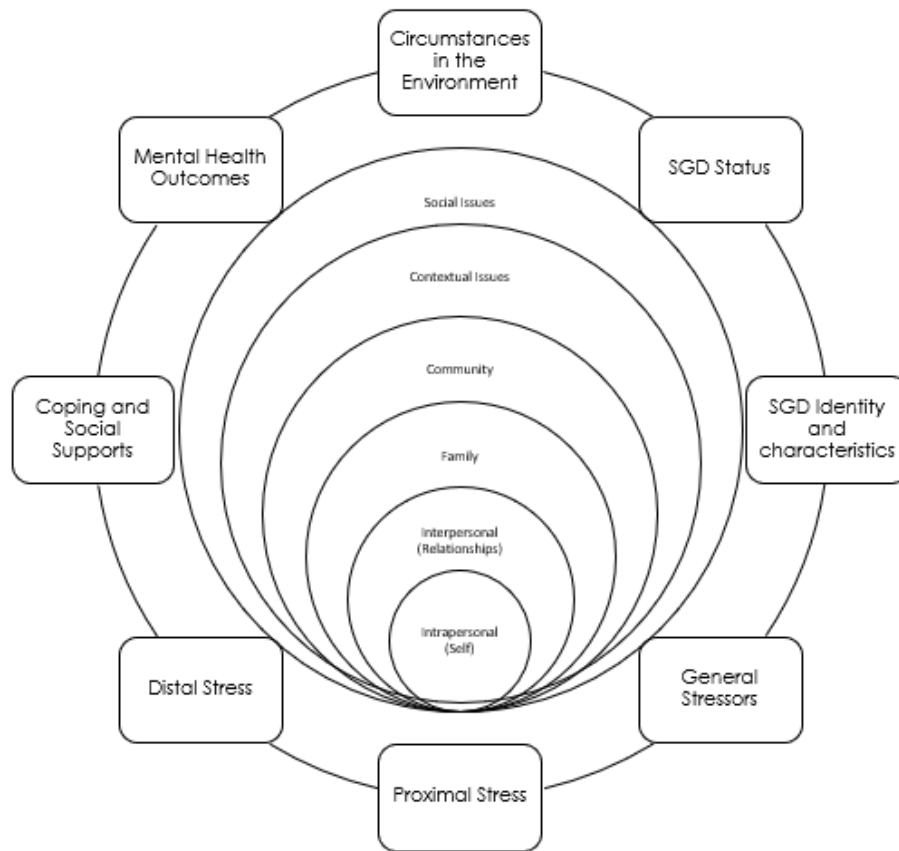 Circumstances
in the
Environment
Mental Health
Outcomes
SGD Status
Social Issues
Contextual Issues
Community
Coping and
Social
Supports
SGD Identity
and
characteristics
Family
Interpersonal
(Relationships)
Intrapersonal
(Self)
Distal Stress
General
Stressors
Proximal Stress